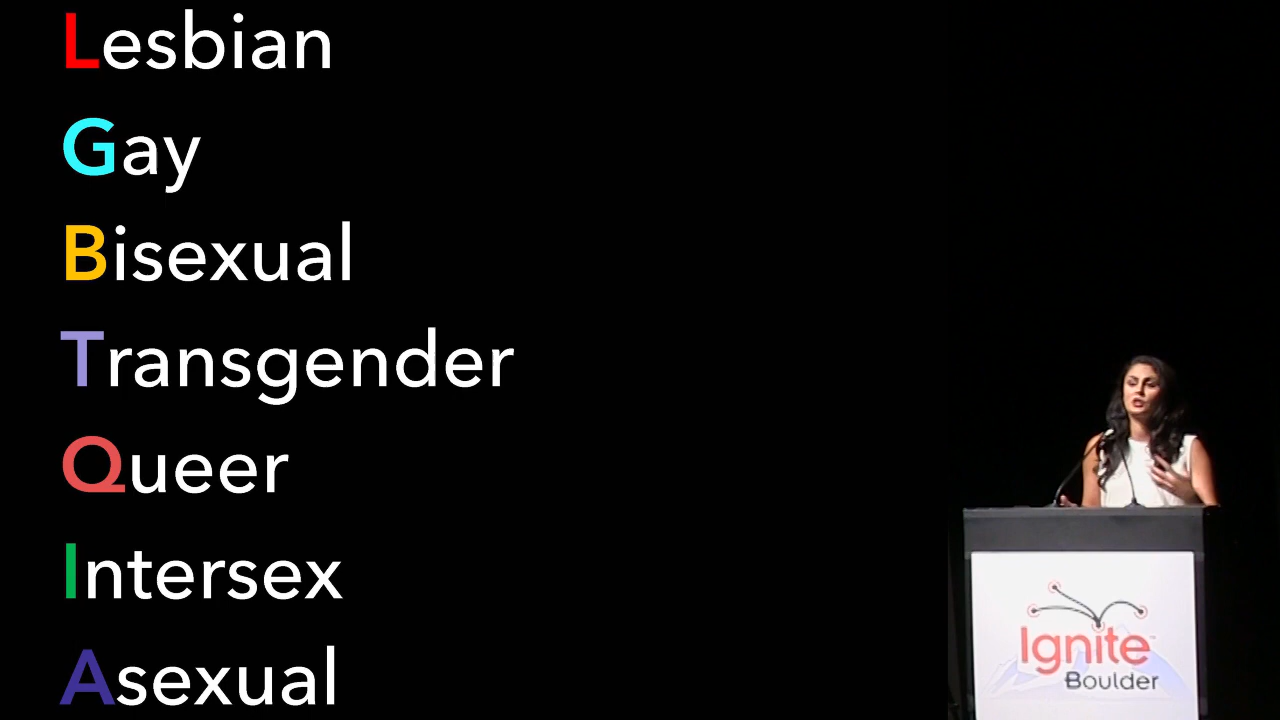 Lesbian
Gay
Bisexual
Transgender
Queer
Intersex
Asexual
Ignite
Boulder